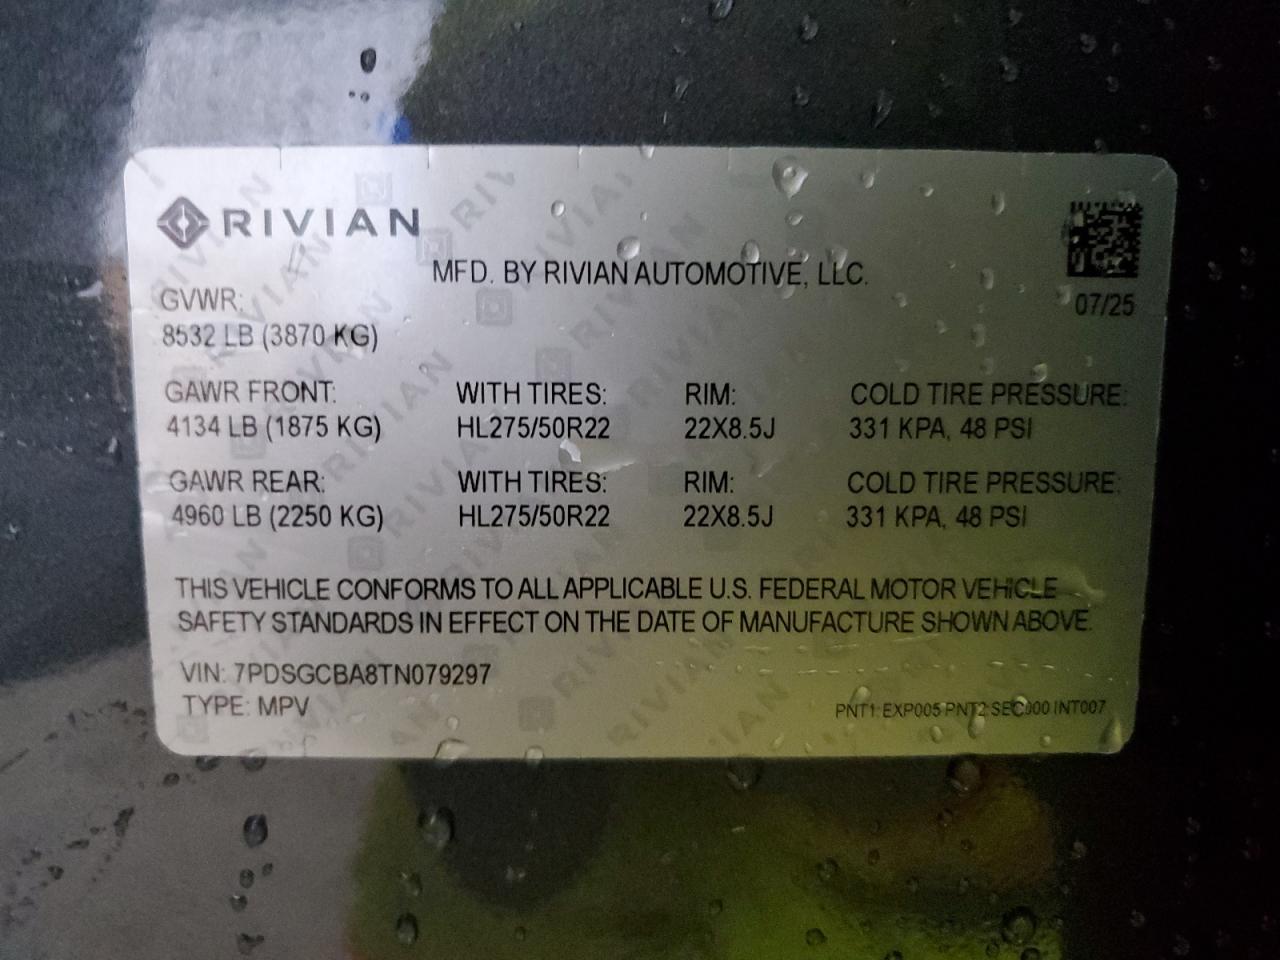 RIVIAN
MFD. BY RIVIAN AUTOMOTIVE, LLC.
07/25
GVWR:
8532 LB (3870 KG)
GAWR FRONT: WITH TIRES: RIM: COLD TIRE PRESSURE:
4134 LB (1875 KG) HL275/50R22 22X8.5J 331 KPA, 48 PSI
GAWR REAR: WITH TIRES: RIM: COLD TIRE PRESSURE:
4960 LB (2250 KG) HL275/50R22 22X8.5J 331 KPA, 48 PSI
THIS VEHICLE CONFORMS TO ALL APPLICABLE U.S. FEDERAL MOTOR VEHICLE
SAFETY STANDARDS IN EFFECT ON THE DATE OF MANUFACTURE SHOWN ABOVE.
VIN: 7PDSGCBA8TN079297
TYPE: MPV
PNT1: EXP005 PNT2: SEC000 INT007